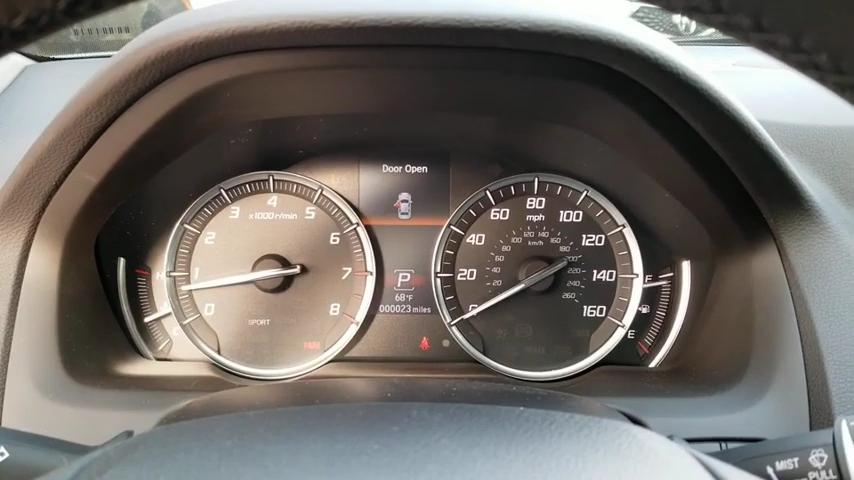 Door Open
x1000 r/min
0
1
2
3
4
5
6
7
8
SPORT
P
68°F
000023 miles
mph
0
20
40
60
80
100
120
140
160
km/h
20
40
60
80
100
120
140
160
180
200
220
240
260
H
C
F
E
MIST
PULL